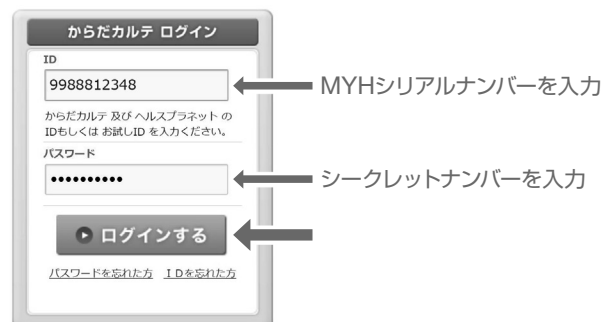 からだカルテ ログイン
ID
9988812348
MYHシリアルナンバーを入力
からだカルテ 及び ヘルスプラネット の
IDもしくは お試しID を入力ください。
パスワード
••••••••••
シークレットナンバーを入力
ログインする
パスワードを忘れた方 IDを忘れた方